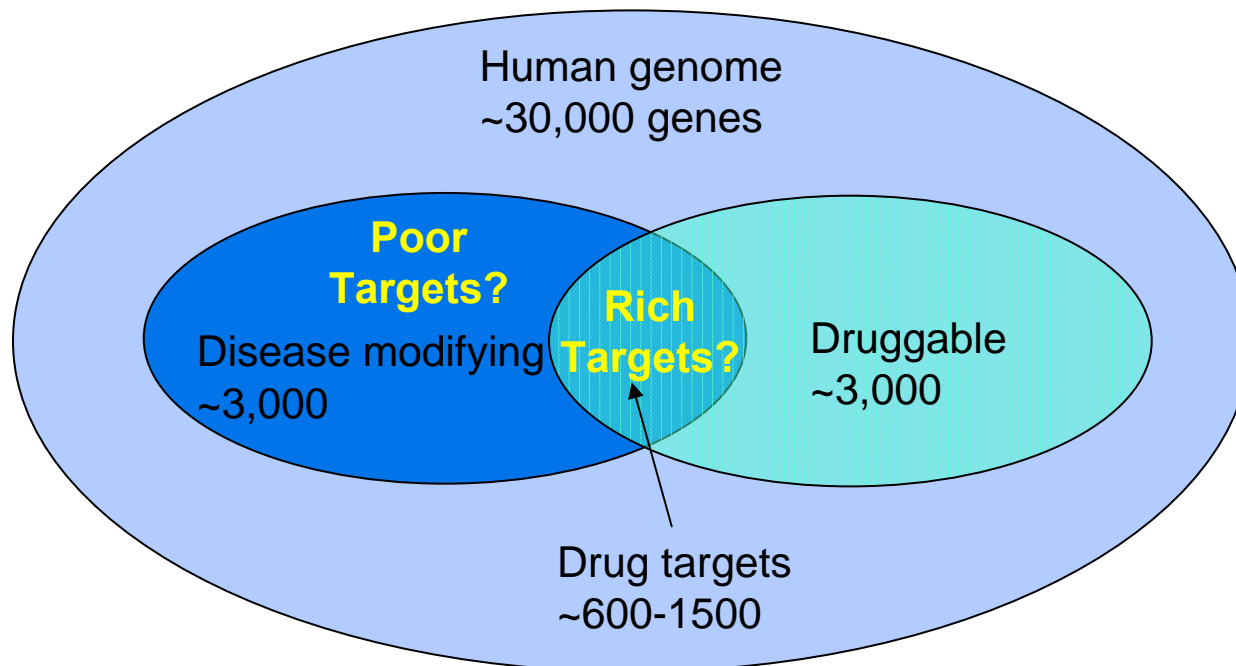 Human genome
~30,000 genes
Poor
Targets?
Disease modifying
~3,000
Rich
Targets?
Druggable
~3,000
Drug targets
~600-1500